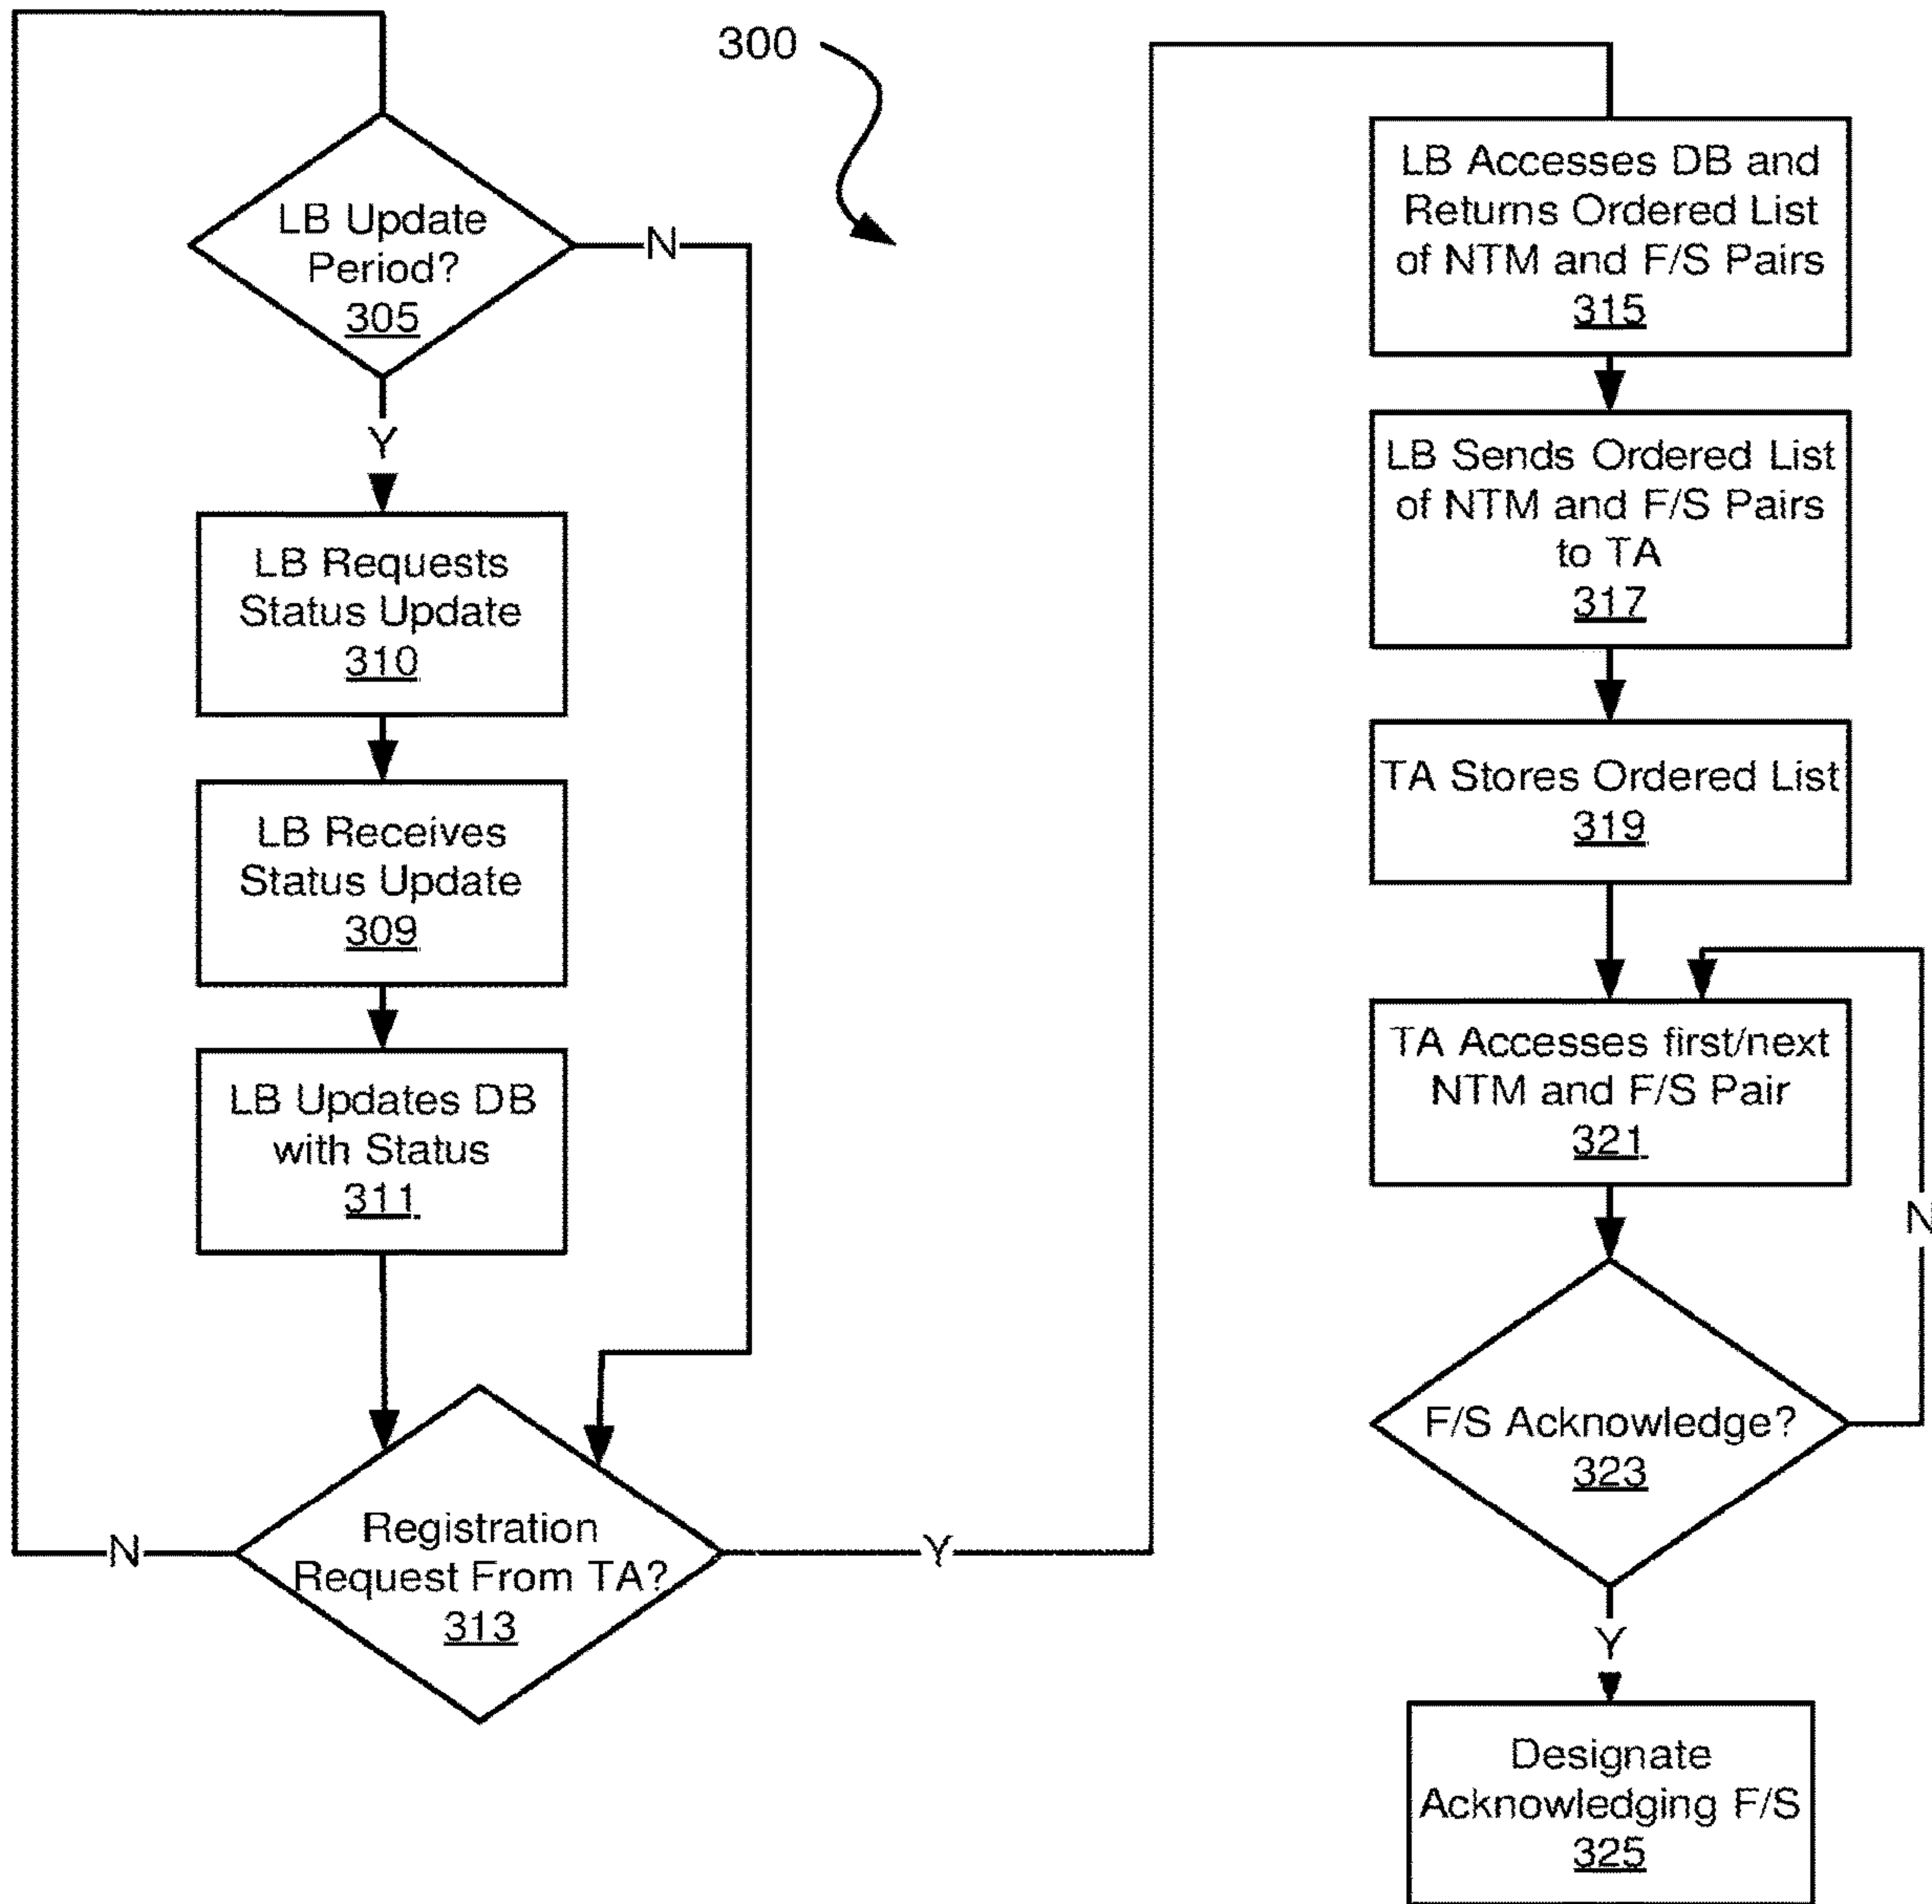 300
LB Update
Period?
305
N
Y
LB Requests
Status Update
310
LB Receives
Status Update
309
LB Updates DB
with Status
311
Registration
Request From TA?
313
N
Y
LB Accesses DB and
Returns Ordered List
of NTM and F/S Pairs
315
LB Sends Ordered List
of NTM and F/S Pairs
to TA
317
TA Stores Ordered List
319
TA Accesses first/next
NTM and F/S Pair
321
N
F/S Acknowledge?
323
Y
Designate
Acknowledging F/S
325